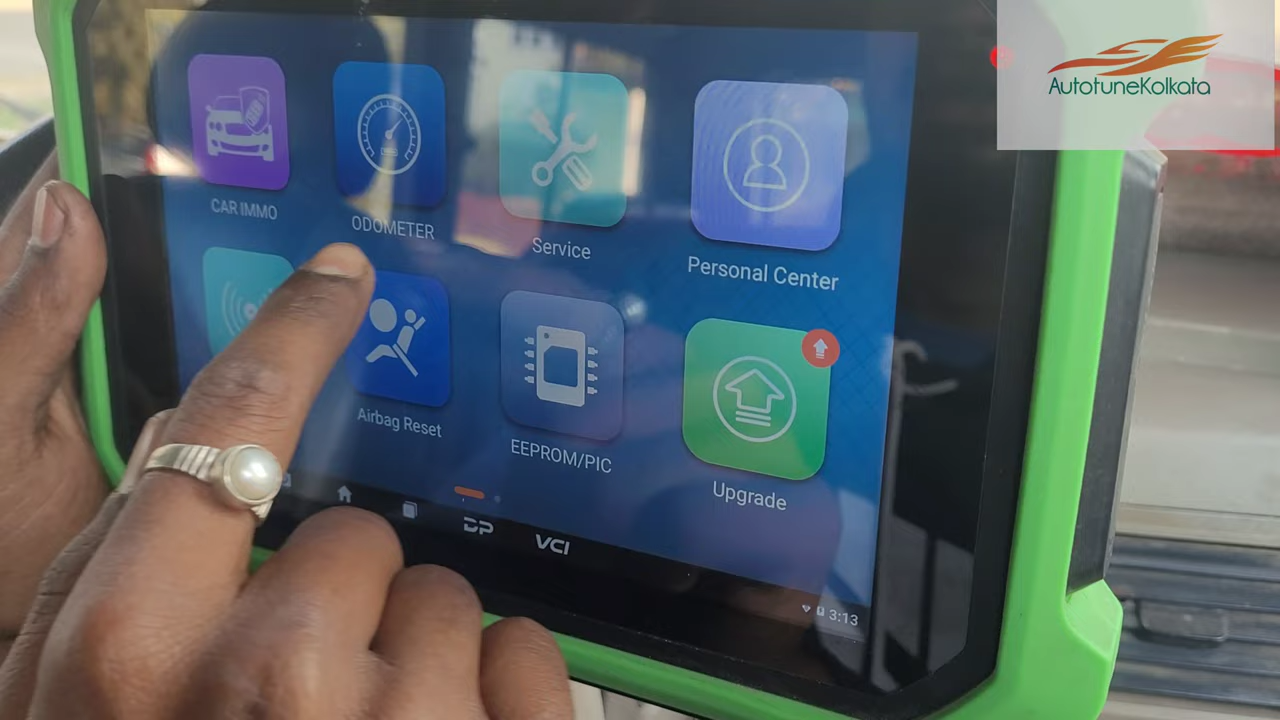 AutotuneKolkata
CAR IMMO
ODOMETER
Service
Personal Center
Airbag Reset
EEPROM/PIC
Upgrade
DP
VCI
3:13